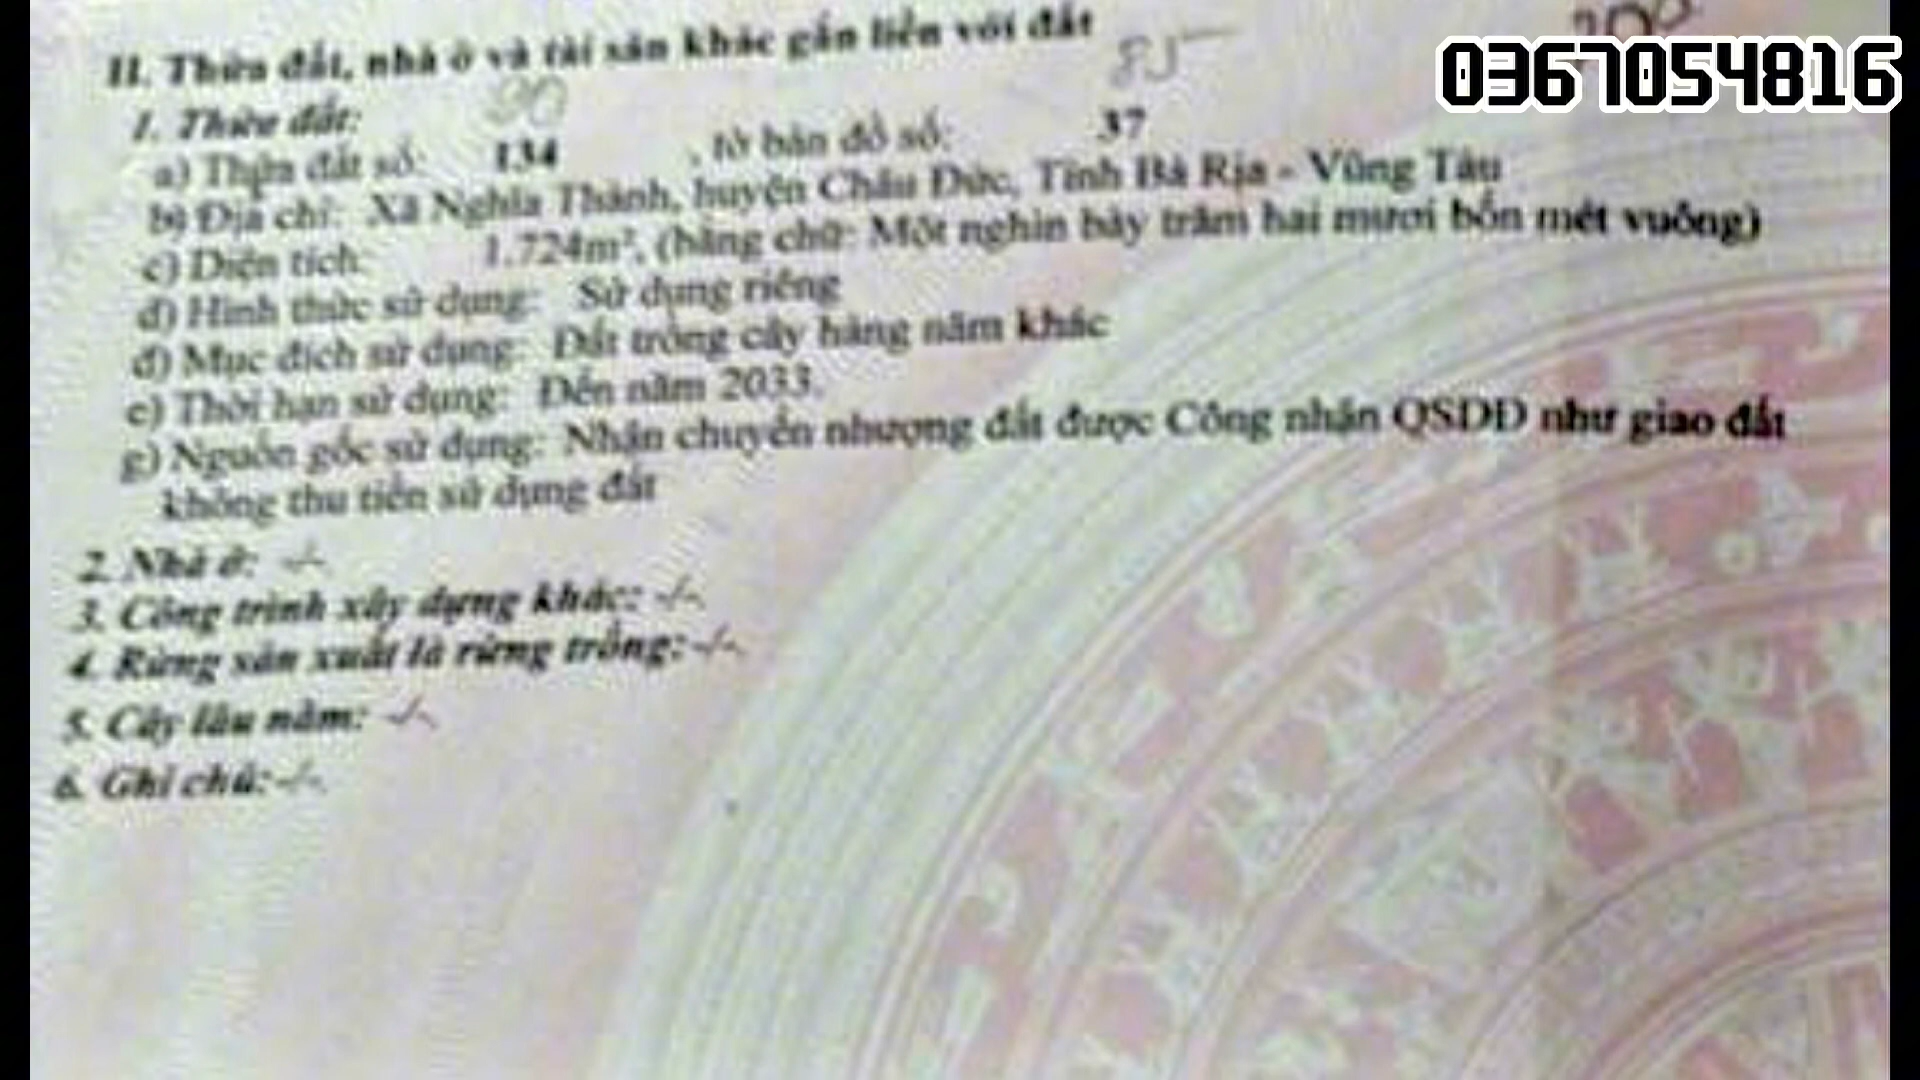 0367054816
II. Thửa đất, nhà ở và tài sản khác gắn liền với đất
1. Thửa đất:
90
85
a) Thửa đất số: 134 , tờ bản đồ số: 37
b) Địa chỉ: Xã Nghĩa Thành, huyện Châu Đức, Tỉnh Bà Rịa - Vũng Tàu
c) Diện tích: 1.724m², (bằng chữ: Một nghìn bảy trăm hai mươi bốn mét vuông)
d) Hình thức sử dụng: Sử dụng riêng
đ) Mục đích sử dụng: Đất trồng cây hàng năm khác
e) Thời hạn sử dụng: Đến năm 2033.
g) Nguồn gốc sử dụng: Nhận chuyển nhượng đất được Công nhận QSDĐ như giao đất
không thu tiền sử dụng đất
2. Nhà ở: -/-
3. Công trình xây dựng khác: -/-
4. Rừng sản xuất là rừng trồng: -/-
5. Cây lâu năm: -/-
6. Ghi chú: -/-